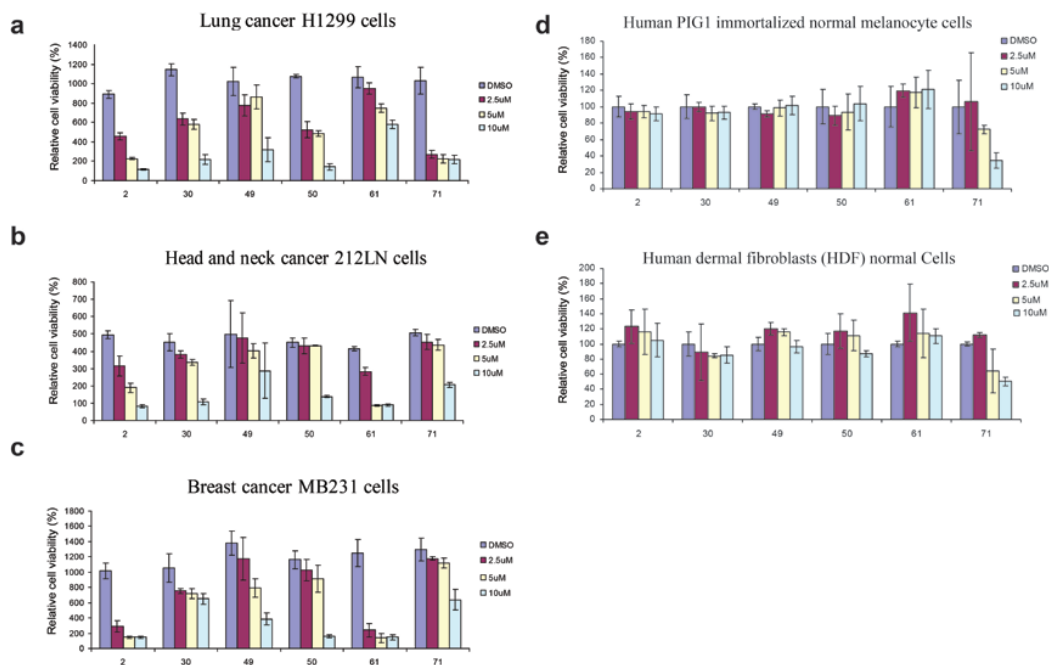 a
Lung cancer H1299 cells
Relative cell viability (%)
1400
1200
1000
800
600
400
200
0
2 30 49 50 61 71
DMSO
2.5uM
5uM
10uM
b
Head and neck cancer 212LN cells
Relative cell viability (%)
800
700
600
500
400
300
200
100
0
2 30 49 50 61 71
DMSO
2.5uM
5uM
10uM
c
Breast cancer MB231 cells
Relative cell viability (%)
1800
1600
1400
1200
1000
800
600
400
200
0
2 30 49 50 61 71
DMSO
2.5uM
5uM
10uM
d
Human PIG1 immortalized normal melanocyte cells
Relative cell viability (%)
180
160
140
120
100
80
60
40
20
0
2 30 49 50 61 71
DMSO
2.5uM
5uM
10uM
e
Human dermal fibroblasts (HDF) normal Cells
Relative cell viability (%)
200
180
160
140
120
100
80
60
40
20
0
2 30 49 50 61 71
DMSO
2.5uM
5uM
10uM